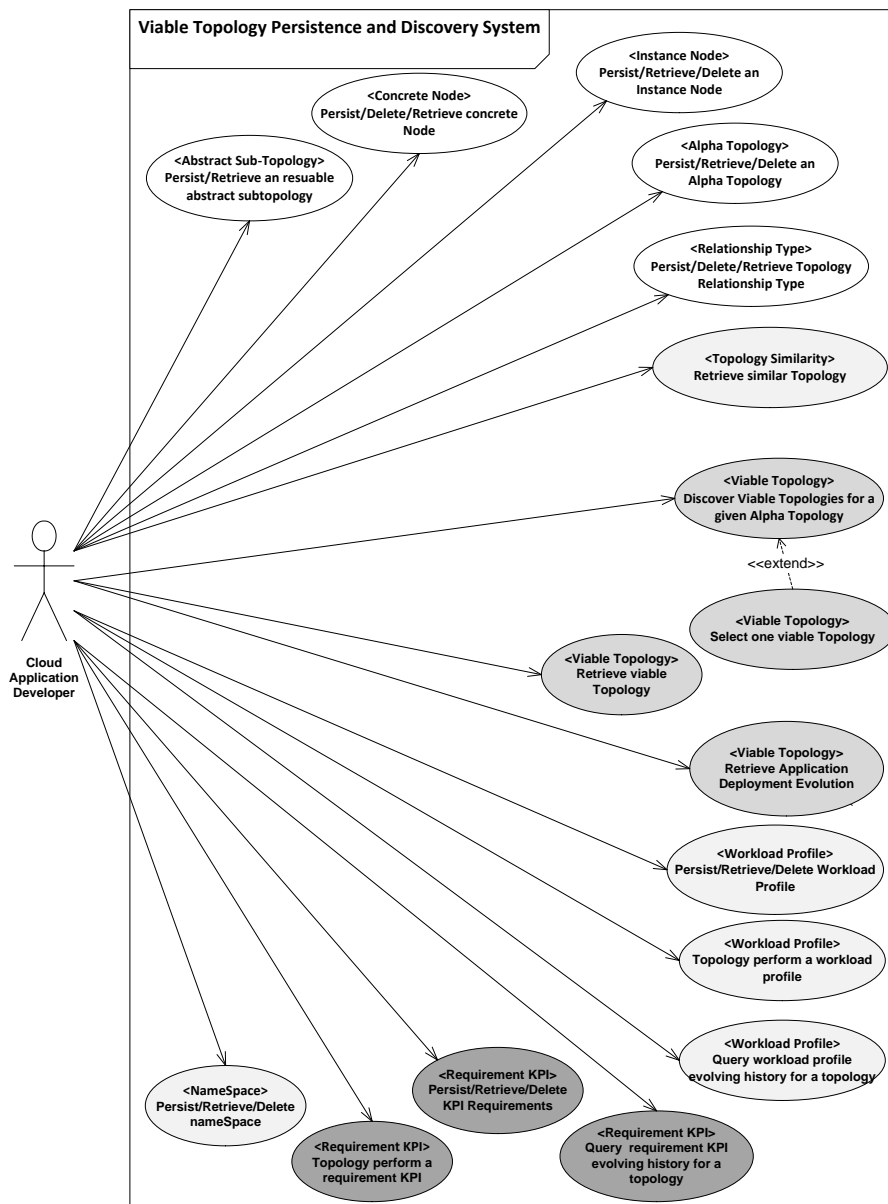 Viable Topology Persistence and Discovery System
<Instance Node>
Persist/Retrieve/Delete an
Instance Node
<Concrete Node>
Persist/Delete/Retrieve concrete
Node
<Abstract Sub-Topology>
Persist/Retrieve an resuable
abstract subtopology
<Alpha Topology>
Persist/Retrieve/Delete an
Alpha Topology
<Relationship Type>
Persist/Delete/Retrieve Topology
Relationship Type
<Topology Similarity>
Retrieve similar Topology
<Viable Topology>
Discover Viable Topologies for a
given Alpha Topology
<<extend>>
<Viable Topology>
Select one viable Topology
<Viable Topology>
Retrieve viable
Topology
Cloud
Application
Developer
<Viable Topology>
Retrieve Application
Deployment Evolution
<Workload Profile>
Persist/Retrieve/Delete Workload
Profile
<Workload Profile>
Topology perform a workload
profile
<Workload Profile>
Query workload profile
evolving history for a topology
<Requirement KPI>
Persist/Retrieve/Delete
KPI Requirements
<NameSpace>
Persist/Retrieve/Delete
nameSpace
<Requirement KPI>
Topology perform a
requirement KPI
<Requirement KPI>
Query requirement KPI
evolving history for a
topology